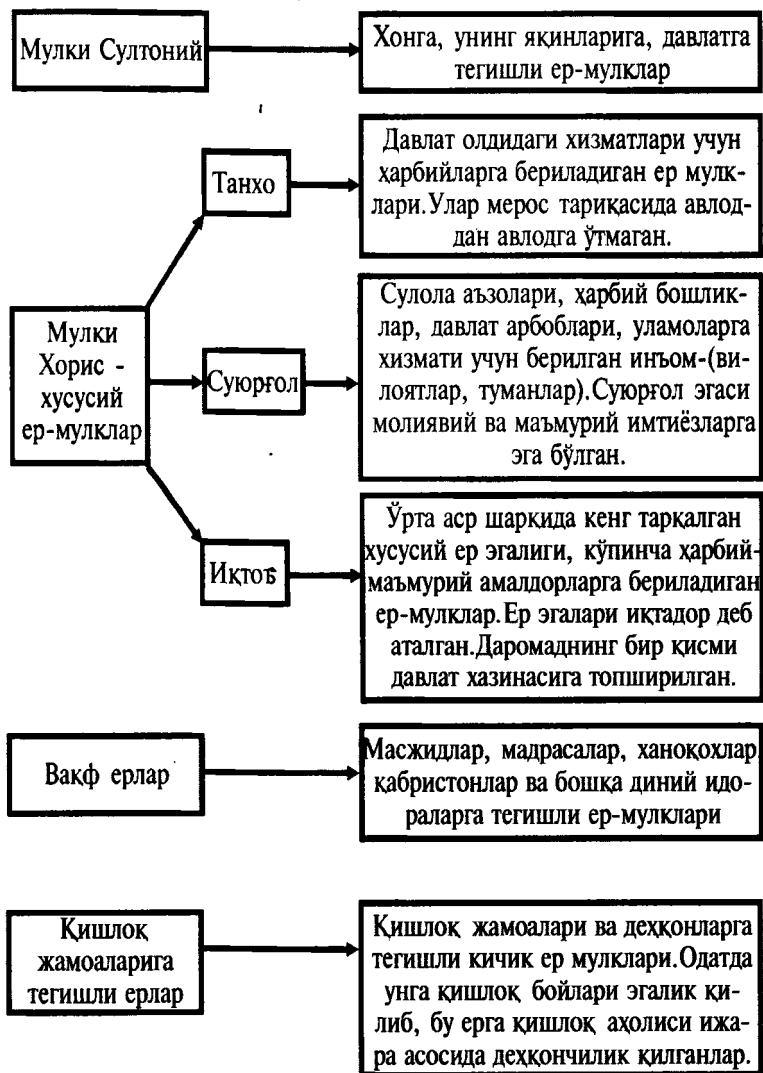 Мулки Султоний
Хонга, унинг яқинларига, давлатга
тегишли ер-мулклар
Мулки
Хорис -
хусусий
ер-мулклар
Танхо
Давлат олдидаги хизматлари учун
ҳарбийларга бериладиган ер мулк-
лари.Улар мерос тариқасида авлод-
дан авлодга ўтмаган.
Суюрғол
Сулола аъзолари, ҳарбий бошлик-
лар, давлат арбоблари, уламоларга
хизмати учун берилган инъом-(ви-
лоятлар, туманлар).Суюрғол эгаси
молиявий ва маъмурий имтиёзларга
эга бўлган.
Иқтоъ
Ўрта аср шарқида кенг тарқалган
хусусий ер эгалиги, кўпинча ҳарбий-
маъмурий амалдорларга бериладиган
ер-мулклар.Ер эгалари иқтадор деб
аталган.Даромаднинг бир қисми
давлат хазинасига топширилган.
Вақф ерлар
Масжидлар, мадрасалар, ханоқохлар
қабристонлар ва бошқа диний идо-
раларга тегишли ер-мулклари
Қишлоқ
жамоаларига
тегишли ерлар
Қишлоқ жамоалари ва деҳқонларга
тегишли кичик ер мулклари.Одатда
унга қишлоқ бойлари эгалик қи-
либ, бу ерга қишлоқ аҳолиси ижа-
ра асосида деҳқончилик қилганлар.